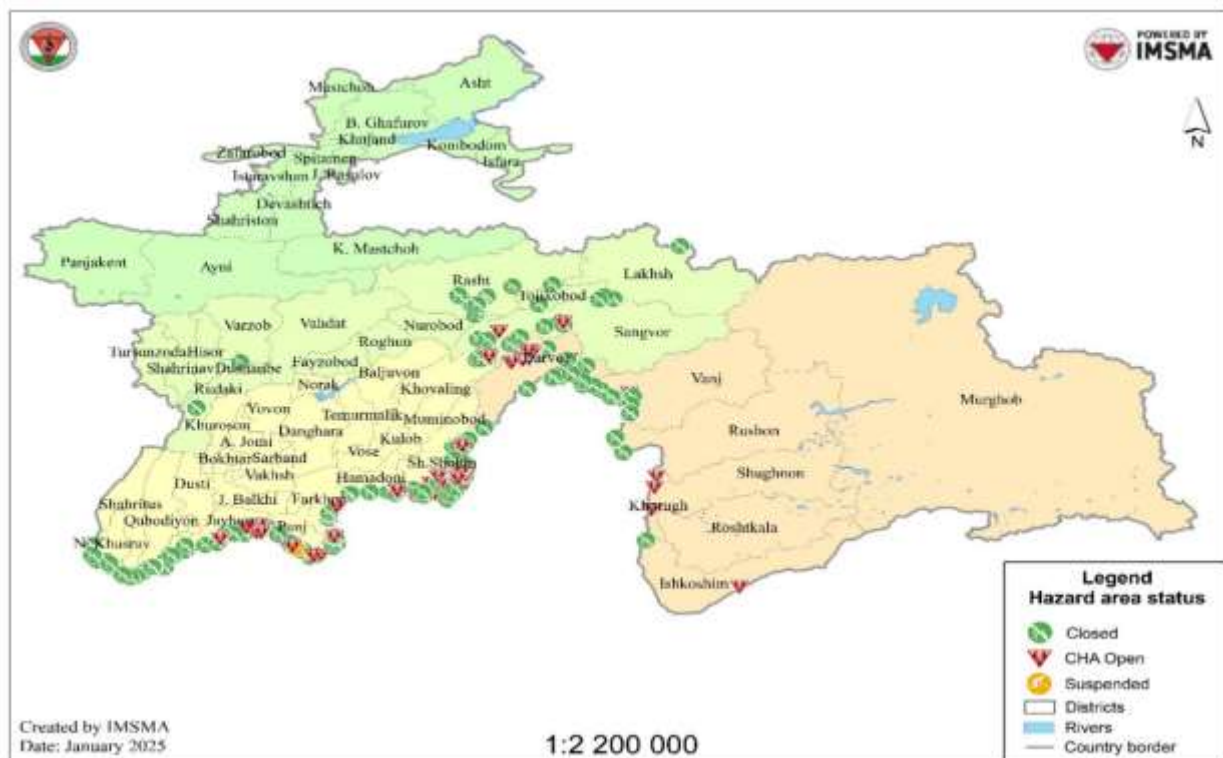 POWERED BY
IMSMA
N
Mastchoh
Asht
B. Ghafurov
Khujand
Konibodom
Zafarobod
Spitamen
Isfara
Istaravshan
J. Rasulov
Devashtich
Shahriston
K. Mastchoh
Panjakent
Ayni
Lakhsh
Rasht
Tojikobod
Varzob
Vahdat
Nurobod
Sangvor
Roghun
Tursunzoda
Hisor
Shahrinav
Dushanbe
Fayzobod
Baljuvon
Darvoz
Vanj
Rudaki
Norak
Khovaling
Murghob
Yovon
Temurmalik
Muminobod
Khuroson
Danghara
Rushon
A. Jomi
Kulob
Bokhtar
Sarband
Vose
Sh.Shohin
Vakhsh
Hamadoni
Shughnon
Dusti
Shahritus
J. Balkhi
Farkhor
Khorugh
Qubodiyon
Jayhun
Panj
Roshtkala
N. Khusrav
Ishkoshim
Legend
Hazard area status
Closed
CHA Open
Suspended
Districts
Rivers
Country border
Created by IMSMA
Date: January 2025
1:2 200 000